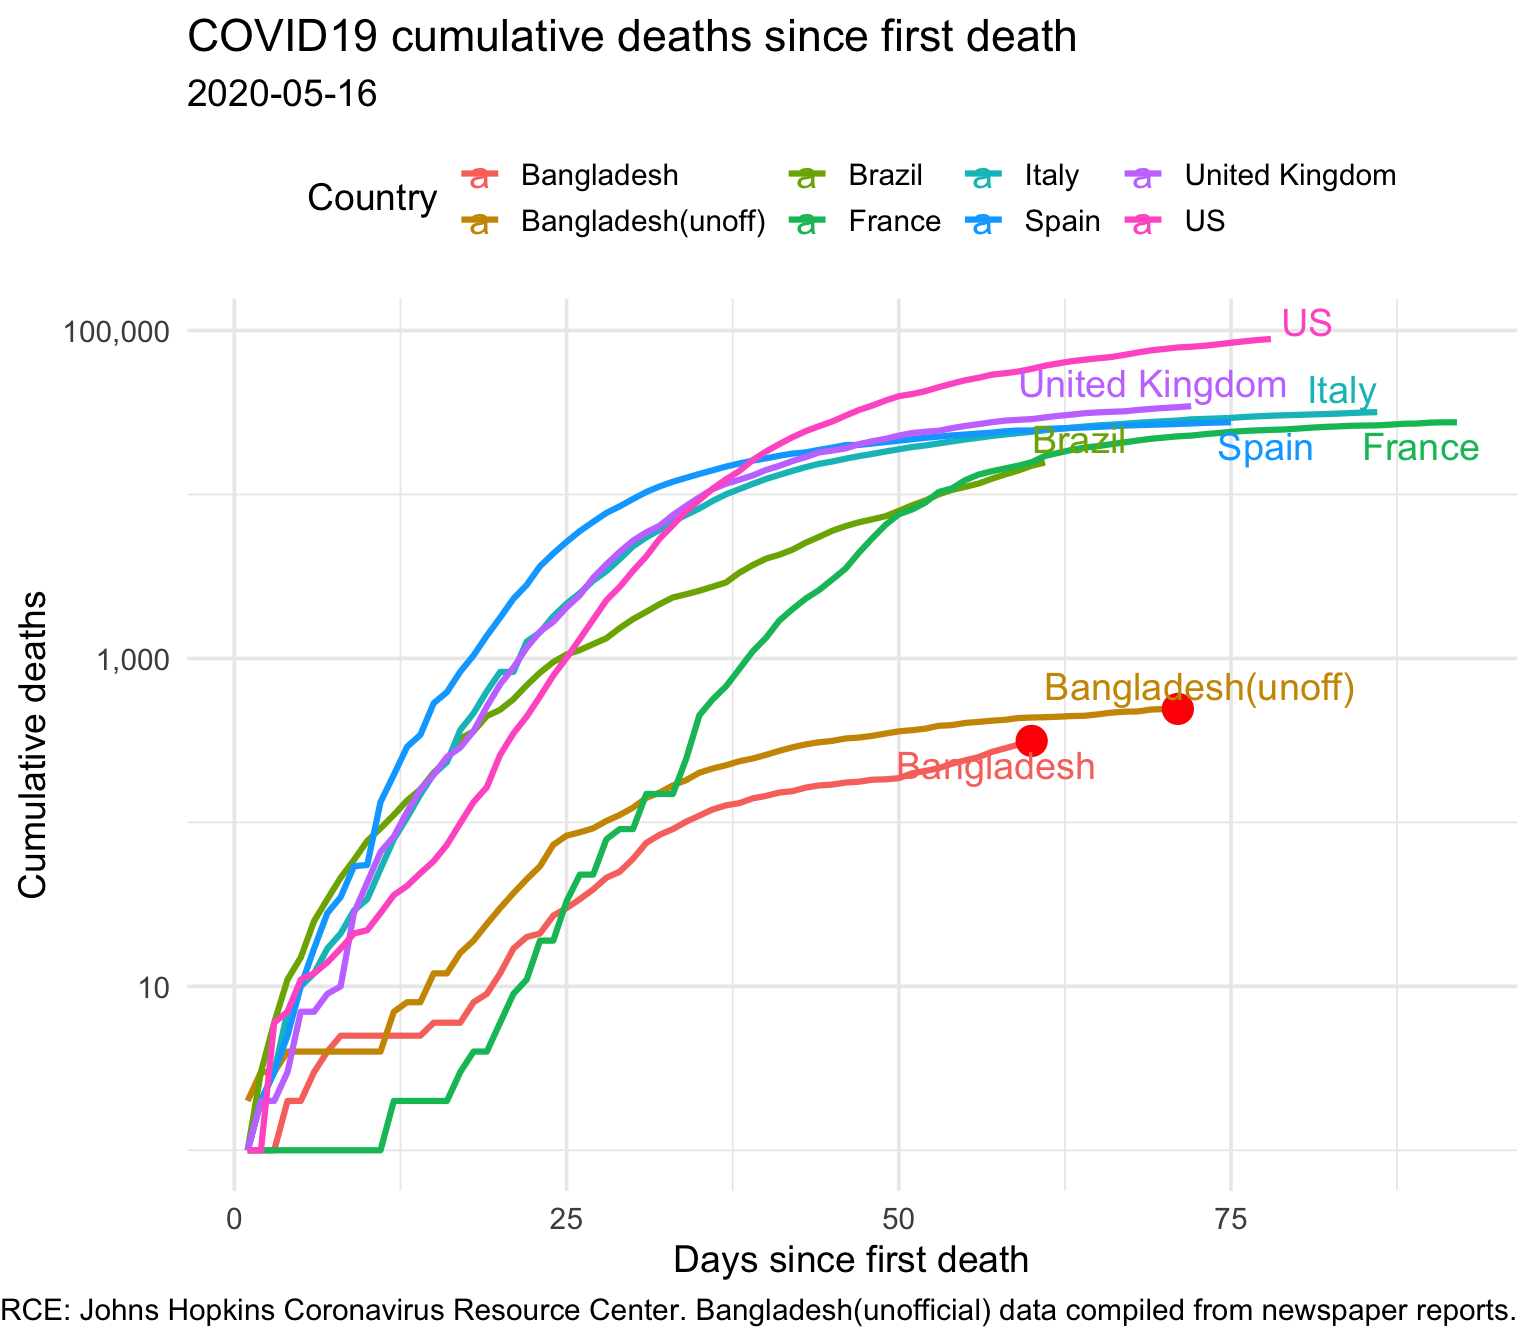 COVID19 cumulative deaths since first death
2020-05-16
Country
a Bangladesh a Brazil a Italy a United Kingdom
a Bangladesh(unoff) a France a Spain a US
100,000
1,000
10
Cumulative deaths
US
United Kingdom
Italy
Brazil
Spain
France
Bangladesh(unoff)
Bangladesh
0 25 50 75
Days since first death
RCE: Johns Hopkins Coronavirus Resource Center. Bangladesh(unofficial) data compiled from newspaper reports.